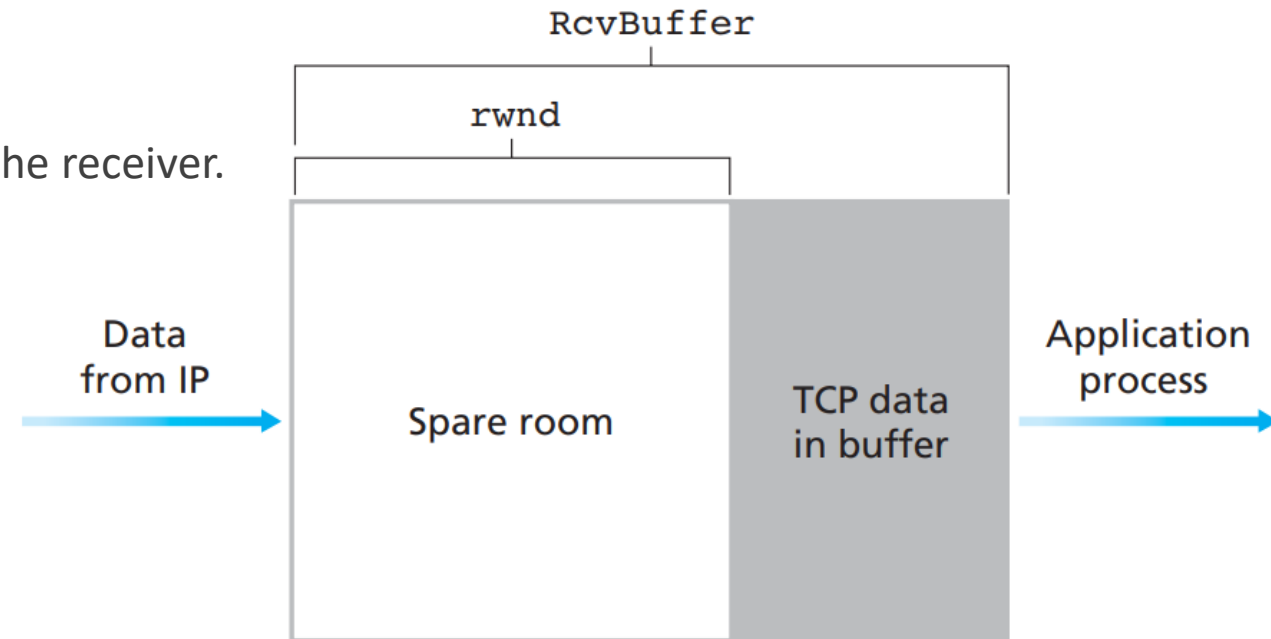 RcvBuffer
rwnd
he receiver.
Data
from IP
Spare room
TCP data
in buffer
Application
process